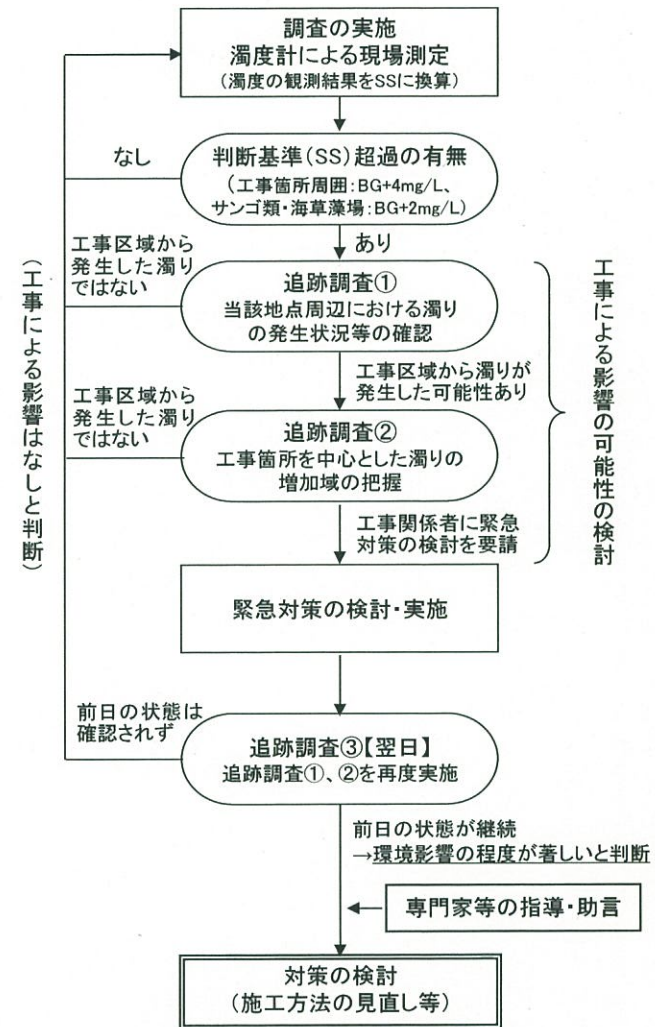 調査の実施
濁度計による現場測定
(濁度の観測結果をSSに換算)
なし
判断基準(SS)超過の有無
(工事箇所周囲:BG+4mg/L、
サンゴ類・海草藻場:BG+2mg/L)
あり
工事区域から
発生した濁り
ではない
追跡調査①
当該地点周辺における濁り
の発生状況等の確認
工事区域から濁りが
発生した可能性あり
工事区域から
発生した濁り
ではない
追跡調査②
工事箇所を中心とした濁りの
増加域の把握
工事関係者に緊急
対策の検討を要請
(工事による影響はなしと判断)
工事による影響の可能性の検討
緊急対策の検討・実施
前日の状態は
確認されず
追跡調査③【翌日】
追跡調査①、②を再度実施
前日の状態が継続
→環境影響の程度が著しいと判断
専門家等の指導・助言
対策の検討
(施工方法の見直し等)